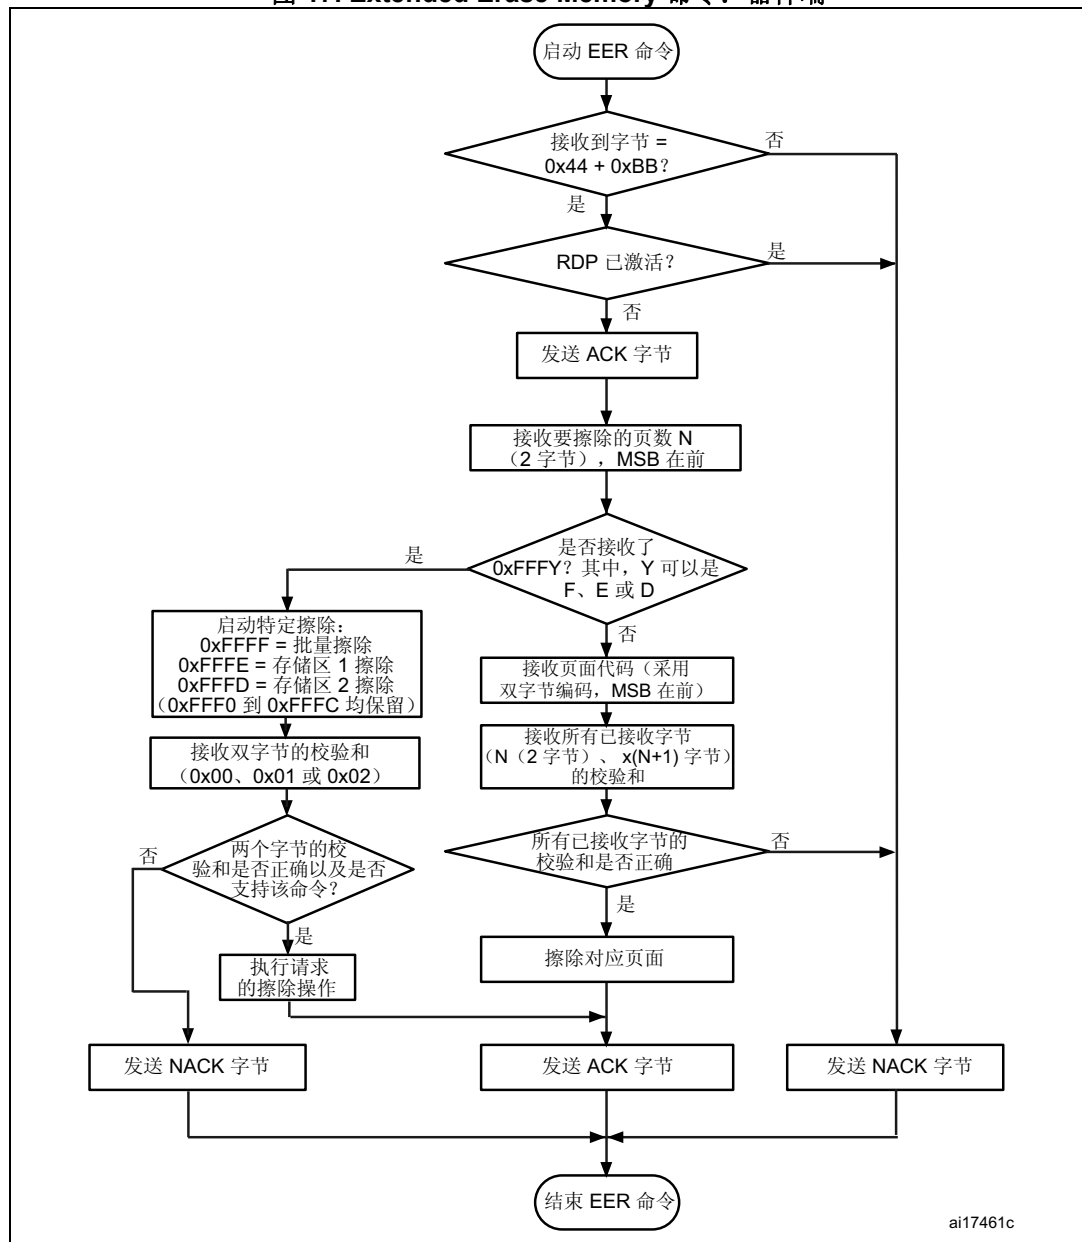 启动 EER 命令
接收到字节 =
0x44 + 0xBB?
否
是
RDP 已激活?
是
否
发送 ACK 字节
接收要擦除的页数 N
（2 字节），MSB 在前
是否接收了
0xFFFY？其中，Y 可以是
F、E 或 D
是
否
启动特定擦除：
0xFFFF = 批量擦除
0xFFFE = 存储区 1 擦除
0xFFFD = 存储区 2 擦除
（0xFFF0 到 0xFFFC 均保留）
接收页面代码（采用
双字节编码，MSB 在前）
接收双字节的校验和
（0x00、0x01 或 0x02）
接收所有已接收字节
（N（2 字节）、x(N+1) 字节）
的校验和
两个字节的校
验和是否正确以及是否
支持该命令？
否
是
所有已接收字节的
校验和是否正确
否
是
执行请求
的擦除操作
擦除对应页面
发送 NACK 字节
发送 ACK 字节
发送 NACK 字节
结束 EER 命令
ai17461c